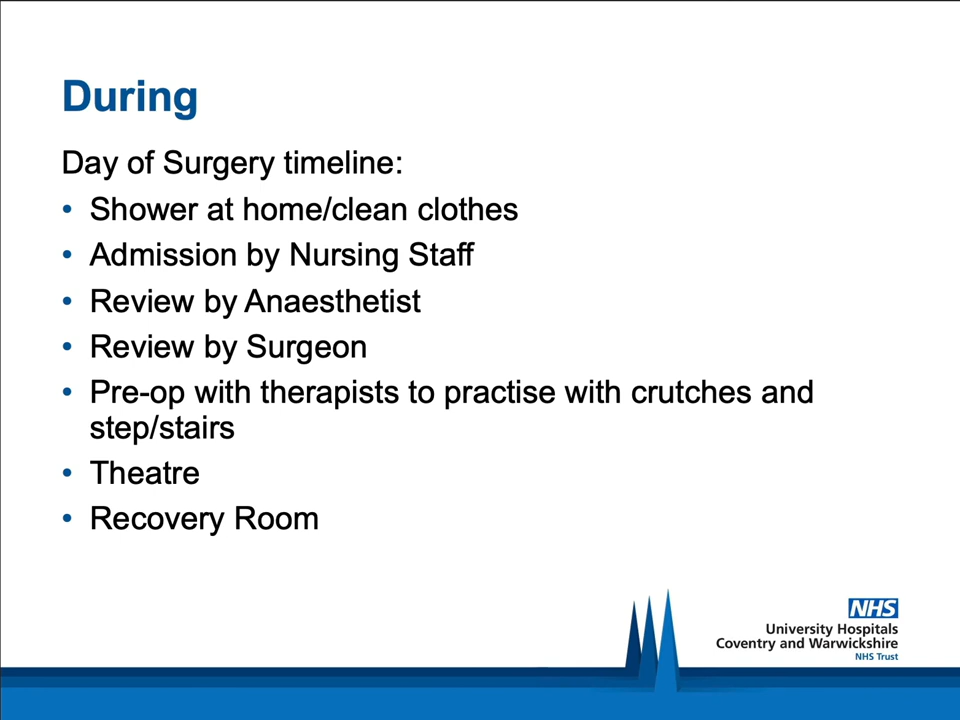 During
Day of Surgery timeline:
• Shower at home/clean clothes
• Admission by Nursing Staff
• Review by Anaesthetist
• Review by Surgeon
• Pre-op with therapists to practise with crutches and
step/stairs
• Theatre
• Recovery Room
NHS
University Hospitals
Coventry and Warwickshire
NHS Trust